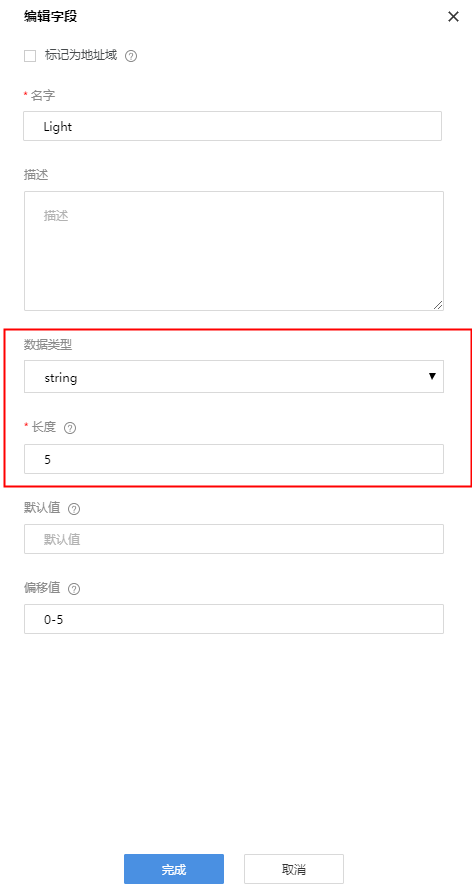 编辑字段
标记为地址域
* 名字
Light
描述
描述
数据类型
string
* 长度
5
默认值
默认值
偏移值
0-5
完成
取消